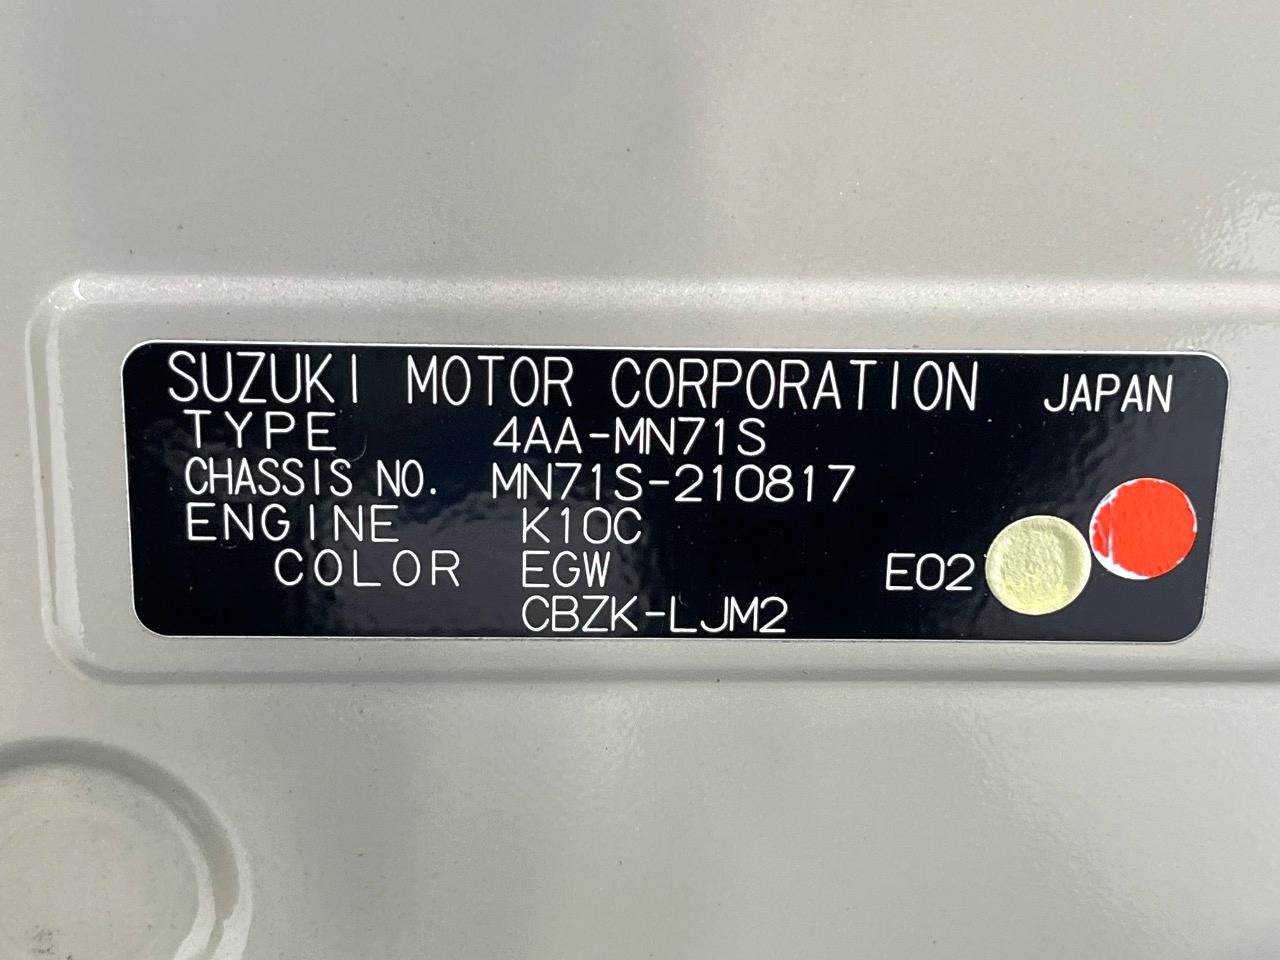 SUZUKI MOTOR CORPORATION JAPAN
TYPE 4AA-MN71S
CHASSIS NO. MN71S-210817
ENGINE K10C
COLOR EGW E02
CBZK-LJM2